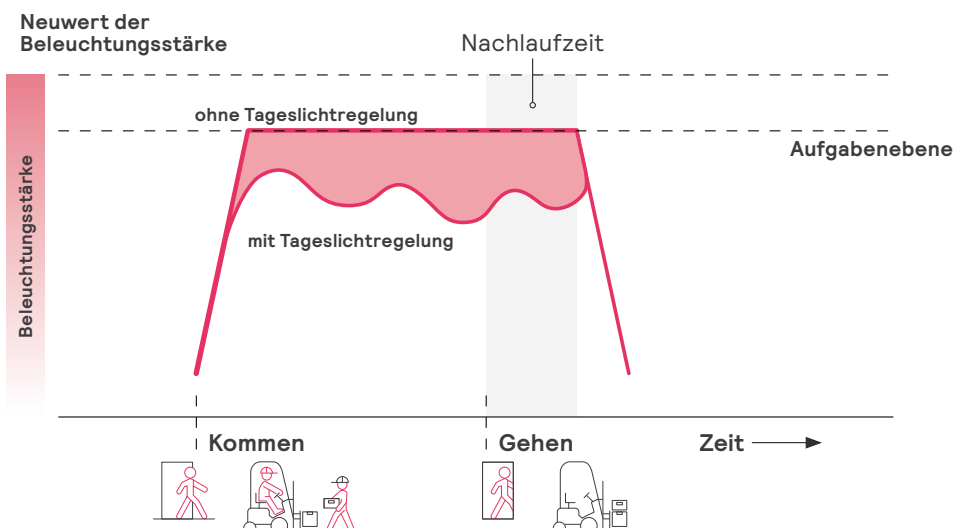 Neuwert der
Beleuchtungsstärke
Nachlaufzeit
ohne Tageslichtregelung
Aufgabenebene
Beleuchtungsstärke
mit Tageslichtregelung
Kommen
Gehen
Zeit